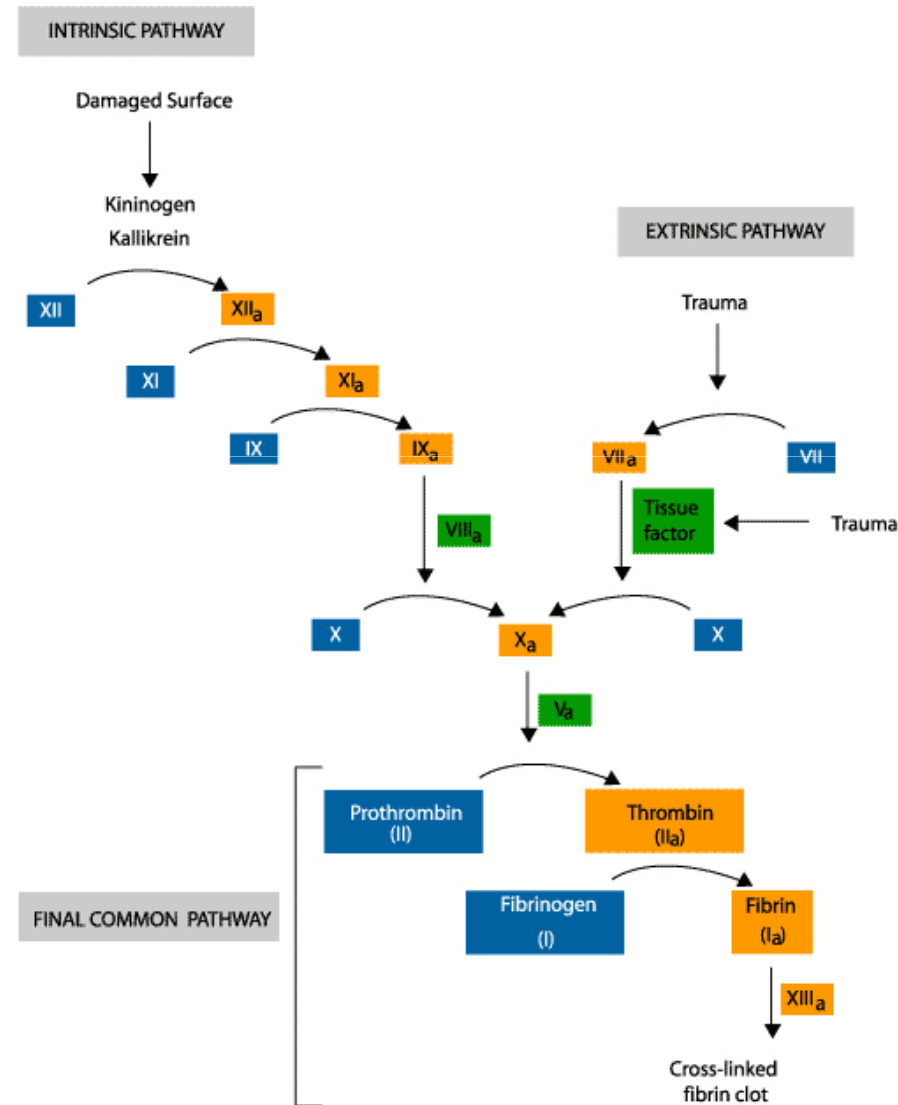 INTRINSIC PATHWAY
Damaged Surface
Kininogen
Kallikrein
EXTRINSIC PATHWAY
XII
XIIa
Trauma
XI
XIa
IX
IXa
VIIa
VII
VIIIa
Tissue
factor
Trauma
X
Xa
X
Va
Prothrombin
(II)
Thrombin
(IIa)
FINAL COMMON PATHWAY
Fibrinogen
(I)
Fibrin
(Ia)
XIIIa
Cross-linked
fibrin clot